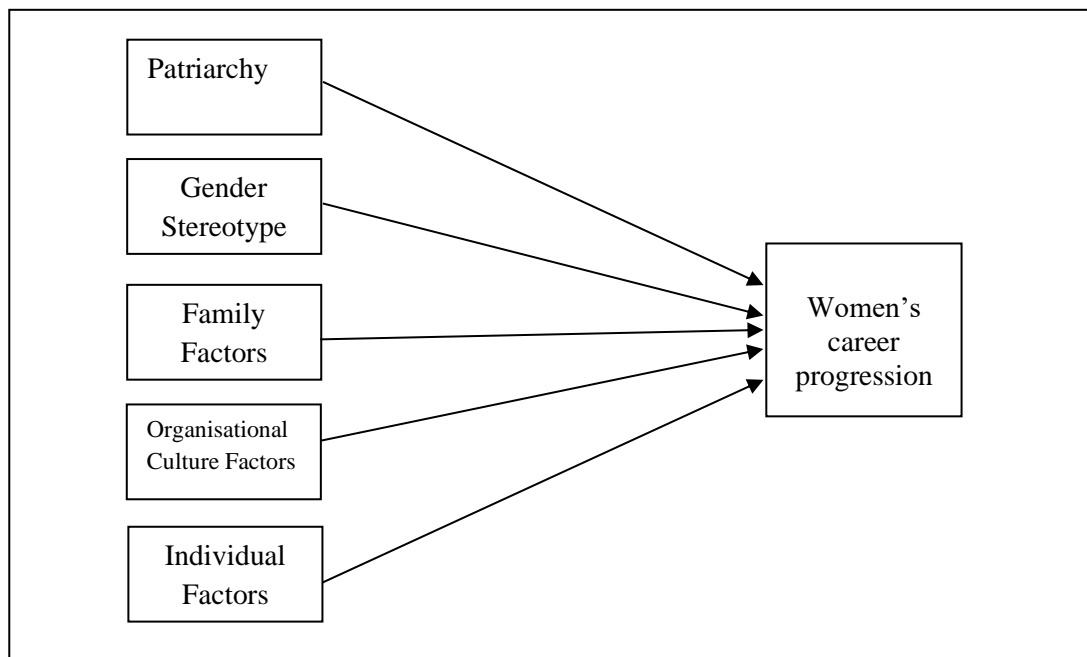 Patriarchy
Gender
Stereotype
Family
Factors
Organisational
Culture Factors
Individual
Factors
Women’s
career
progression